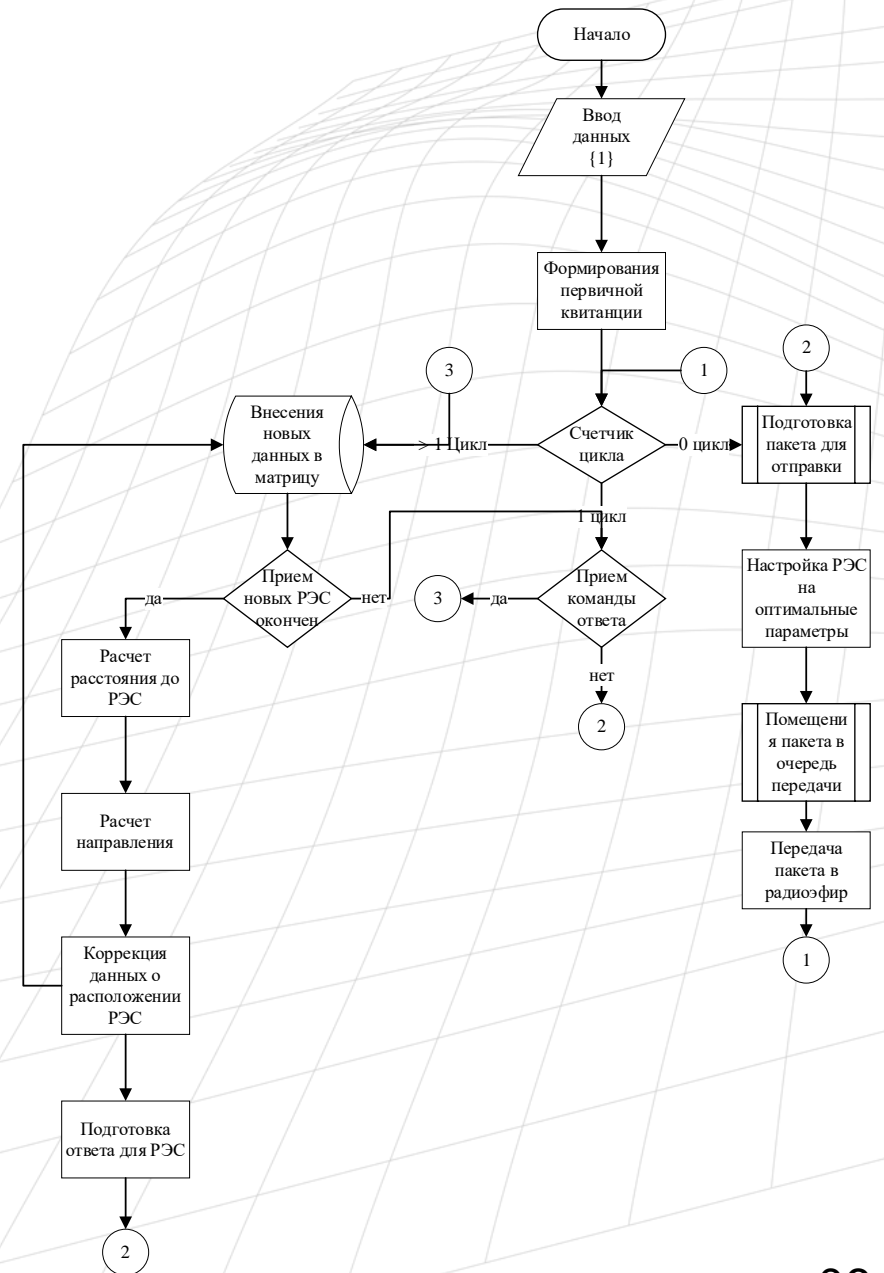 Начало
Ввод
данных
{1}
Формирования
первичной
квитанции
3
1
2
Внесения
новых
данных в
матрицу
> 1 Цикл
Счетчик
цикла
0 цикл
Подготовка
пакета для
отправки
1 цикл
Прием
новых РЭС
окончен
да
нет
3
да
Прием
команды
ответа
нет
2
Настройка РЭС
на
оптимальные
параметры
Расчет
расстояния до
РЭС
Помещени
я пакета в
очередь
передачи
Расчет
направления
Передача
пакета в
радиоэфир
1
Коррекция
данных о
расположении
РЭС
Подготовка
ответа для РЭС
2